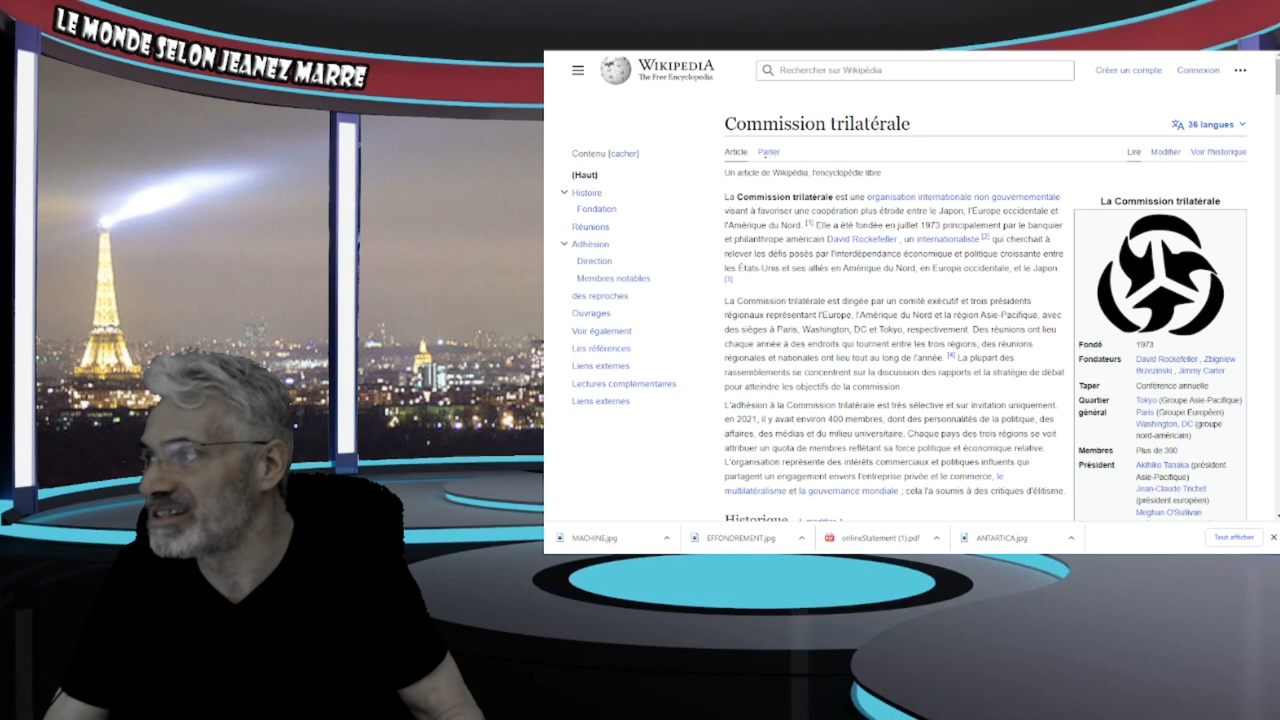 LE MONDE SELON JEANEZ MARRE
WIKIPEDIA
The Free Encyclopedia
Rechercher sur Wikipédia
Créer un compte
Connexion
Commission trilatérale
36 langues
Contenu [cacher]
(Haut)
Histoire
Fondation
Réunions
Adhésion
Direction
Membres notables
des reproches
Ouvrages
Voir également
Les références
Liens externes
Lectures complémentaires
Liens externes
Article Parler
Lire Modifier Voir l'historique
Un article de Wikipédia, l'encyclopédie libre
La Commission trilatérale est une organisation internationale non gouvernementale
visant à favoriser une coopération plus étroite entre le Japon, l'Europe occidentale et
l'Amérique du Nord. [1] Elle a été fondée en juillet 1973 principalement par le banquier
et philanthrope américain David Rockefeller , un internationaliste [2] qui cherchait à
relever les défis posés par l'interdépendance économique et politique croissante entre
les États-Unis et ses alliés en Amérique du Nord, en Europe occidentale, et le Japon.
[3]
La Commission trilatérale est dirigée par un comité exécutif et trois présidents
régionaux représentant l'Europe, l'Amérique du Nord et la région Asie-Pacifique, avec
des sièges à Paris, Washington, DC et Tokyo, respectivement. Des réunions ont lieu
chaque année à des endroits qui tournent entre les trois régions; des réunions
régionales et nationales ont lieu tout au long de l'année. [4] La plupart des
rassemblements se concentrent sur la discussion des rapports et la stratégie de débat
pour atteindre les objectifs de la commission.
L'adhésion à la Commission trilatérale est très sélective et sur invitation uniquement.
en 2021, il y avait environ 400 membres, dont des personnalités de la politique, des
affaires, des médias et du milieu universitaire. Chaque pays des trois régions se voit
attribuer un quota de membres reflétant sa force politique et économique relative.
L'organisation représente des intérêts commerciaux et politiques influents qui
partagent un engagement envers l'entreprise privée et le commerce, le
multilatéralisme et la gouvernance mondiale ; cela l'a soumis à des critiques d'élitisme.
Historique [ modifier ]
La Commission trilatérale
Fondé 1973
Fondateurs David Rockefeller , Zbigniew
Brzezinski , Jimmy Carter
Taper Conférence annuelle
Quartier Tokyo (Groupe Asie-Pacifique)
général Paris (Groupe Européen)
Washington, DC (groupe
nord-américain)
Membres Plus de 390
Président Akihiko Tanaka (président
Asie-Pacifique)
Jean-Claude Trichet
(président européen)
Meghan O'Sullivan
MACHINE.jpg
EFFONDREMENT.jpg
onlineStatement (1).pdf
ANTARTICA.jpg
Tout afficher